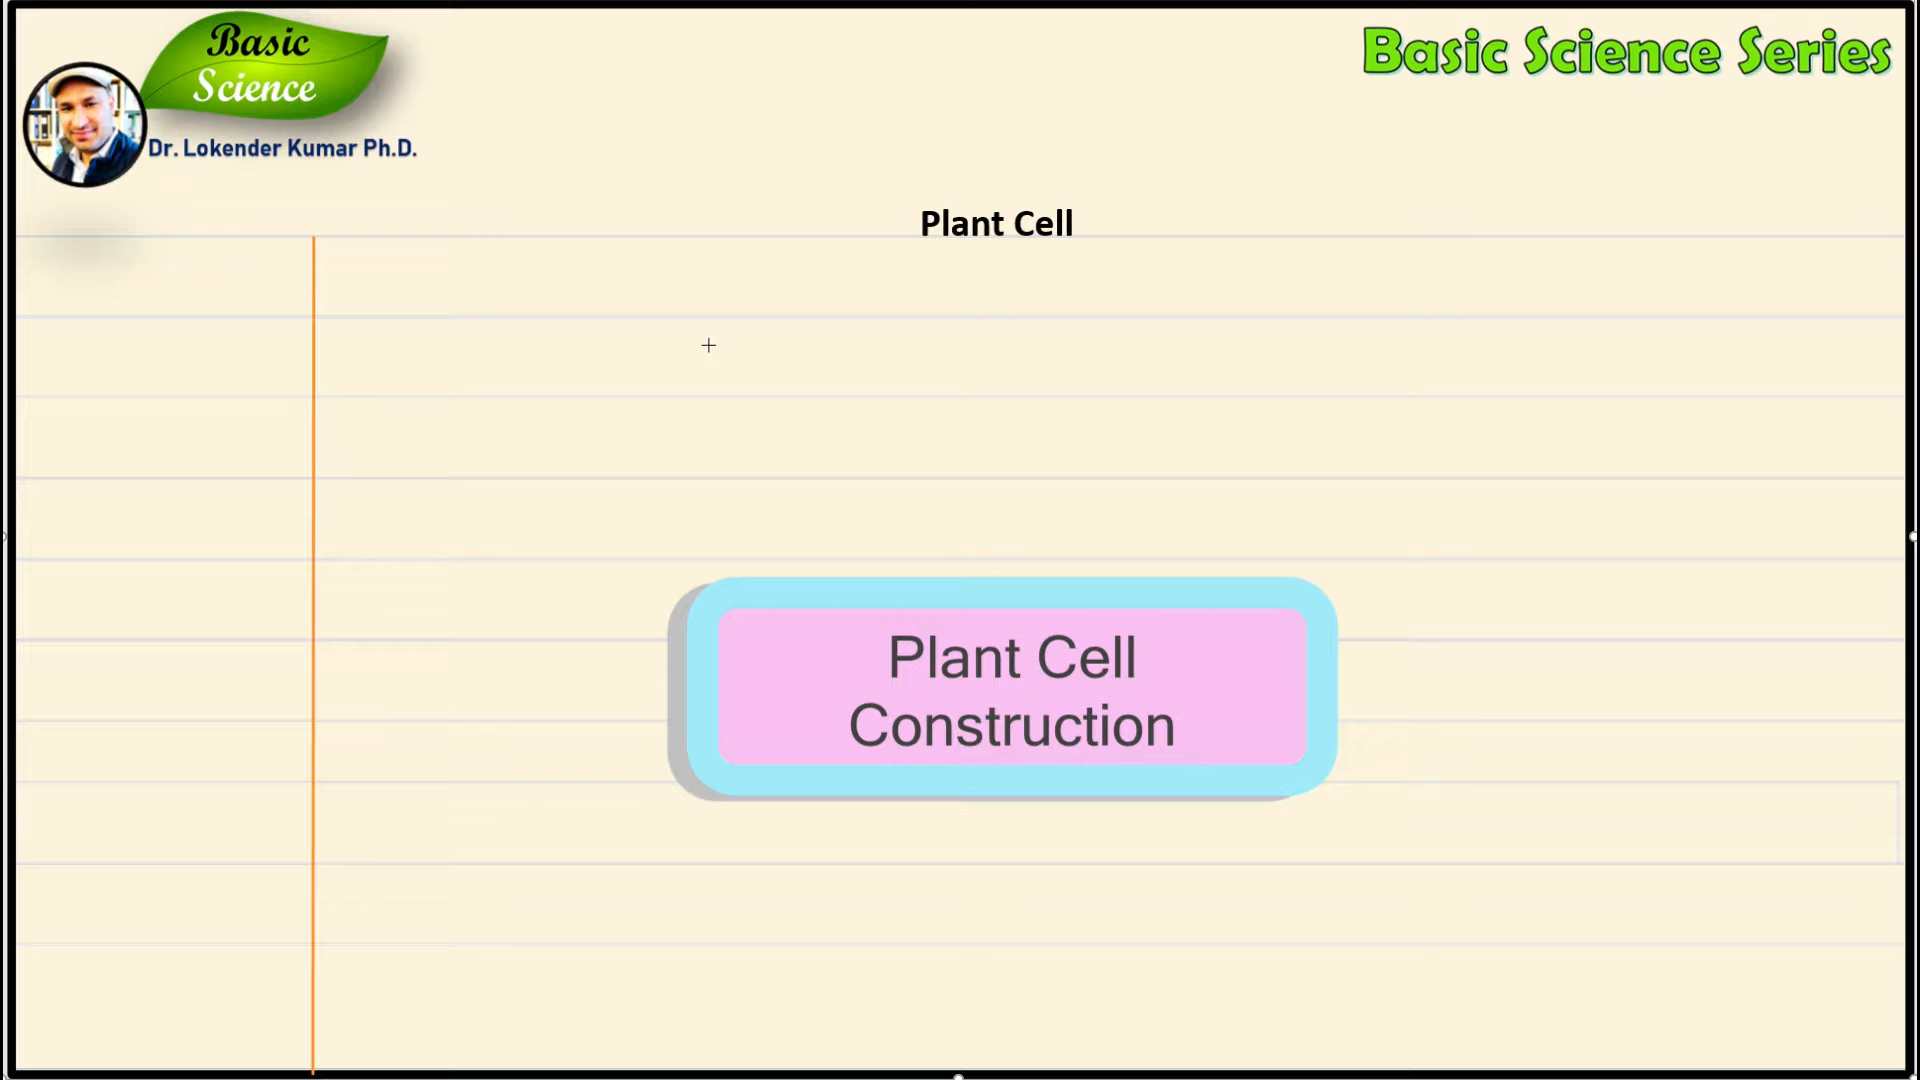 Basic
Science
Basic Science Series
Dr. Lokender Kumar Ph.D.
Plant Cell
Plant Cell
Construction